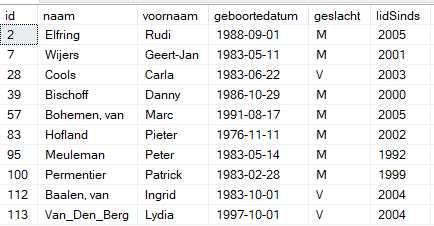 id naam voornaam geboortedatum geslacht lidSinds
2 Elfring Rudi 1988-09-01 M 2005
7 Wijers Geert-Jan 1983-05-11 M 2001
28 Cools Carla 1983-06-22 V 2003
39 Bischoff Danny 1986-10-29 M 2000
57 Bohemen, van Marc 1991-08-17 M 2005
83 Hofland Pieter 1976-11-11 M 2002
95 Meuleman Peter 1983-05-14 M 1992
100 Permentier Patrick 1983-02-28 M 1999
112 Baalen, van Ingrid 1983-10-01 V 2004
113 Van_Den_Berg Lydia 1997-10-01 V 2004